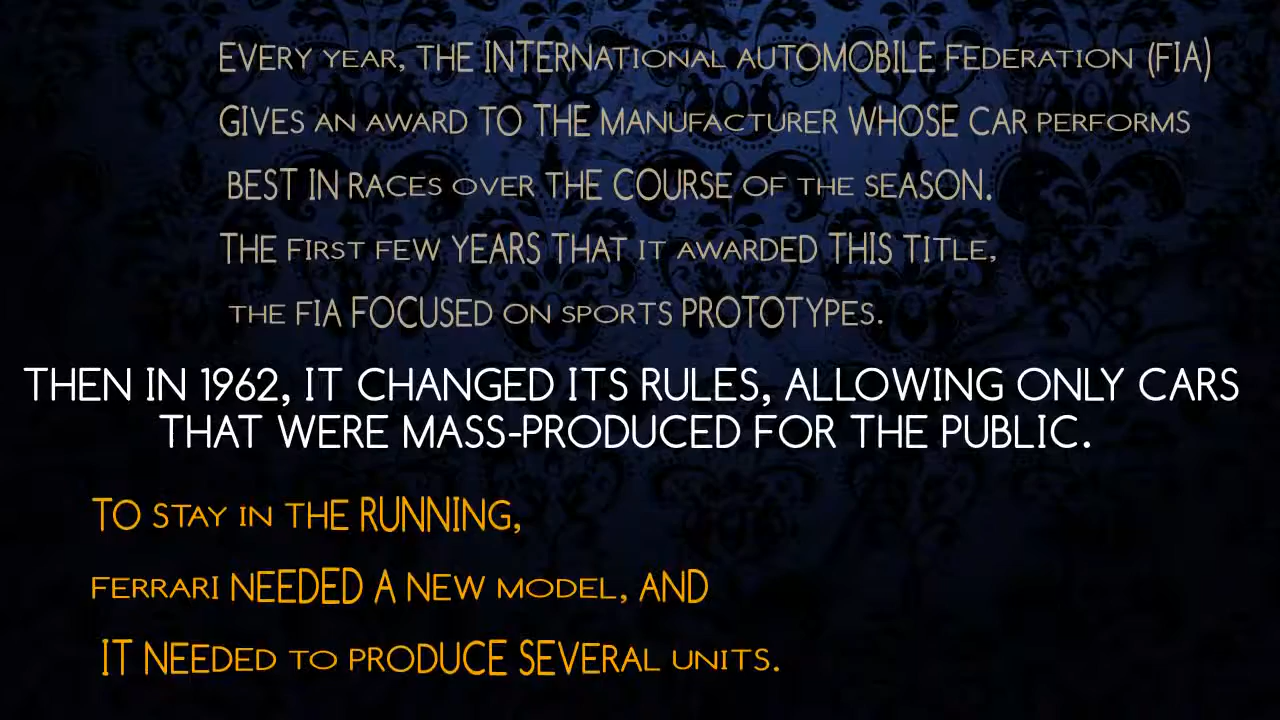 EVERY YEAR, THE INTERNATIONAL AUTOMOBILE FEDERATION (FIA)
GIVES AN AWARD TO THE MANUFACTURER WHOSE CAR PERFORMS
BEST IN RACES OVER THE COURSE OF THE SEASON.
THE FIRST FEW YEARS THAT IT AWARDED THIS TITLE,
THE FIA FOCUSED ON SPORTS PROTOTYPES.
THEN IN 1962, IT CHANGED ITS RULES, ALLOWING ONLY CARS
THAT WERE MASS-PRODUCED FOR THE PUBLIC.
TO STAY IN THE RUNNING,
FERRARI NEEDED A NEW MODEL, AND
IT NEEDED TO PRODUCE SEVERAL UNITS.